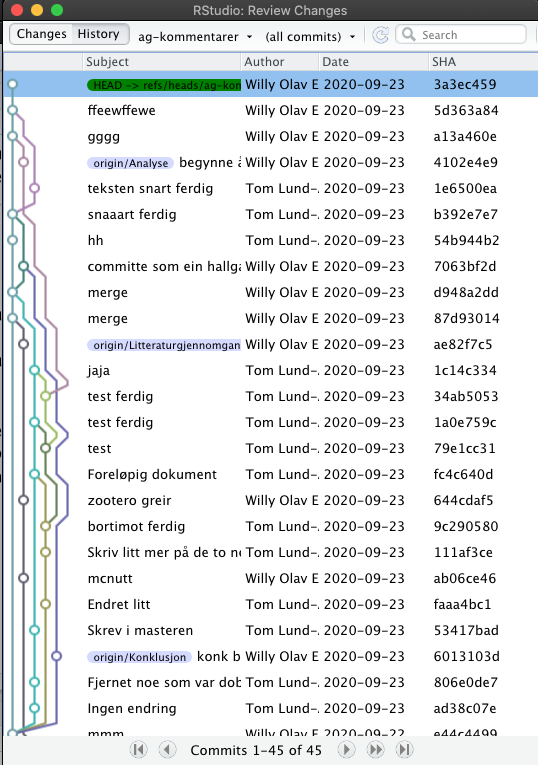 RStudio: Review Changes
Changes History ag-kommentarer (all commits) Search
Subject Author Date SHA
HEAD -> refs/heads/ag-kon Willy Olav E 2020-09-23 3a3ec459
ffeewffewe Willy Olav E 2020-09-23 5d363a84
gggg Willy Olav E 2020-09-23 a13a460e
origin/Analyse begynne Willy Olav E 2020-09-23 4102e4e9
teksten snart ferdig Tom Lund-. 2020-09-23 1e6500ea
snaaart ferdig Tom Lund-. 2020-09-23 b392e7e7
hh Tom Lund-. 2020-09-23 54b944b2
committe som ein hallga Willy Olav E 2020-09-23 7063bf2d
merge Tom Lund-. 2020-09-23 d948a2dd
merge Tom Lund-. 2020-09-23 87d93014
origin/Litteraturgjennomgan Willy Olav E 2020-09-23 ae82f7c5
jaja Tom Lund-. 2020-09-23 1c14c334
test ferdig Tom Lund-. 2020-09-23 34ab5053
test ferdig Tom Lund-. 2020-09-23 1a0e759c
test Tom Lund-. 2020-09-23 79e1cc31
Foreløpig dokument Tom Lund-. 2020-09-23 fc4c640d
zootero greir Willy Olav E 2020-09-23 644cdaf5
bortimot ferdig Tom Lund-. 2020-09-23 9c290580
Skriv litt mer på de to ne Tom Lund-. 2020-09-23 111af3ce
mcnutt Willy Olav E 2020-09-23 ab06ce46
Endret litt Tom Lund-. 2020-09-23 faaa4bc1
Skrev i masteren Tom Lund-. 2020-09-23 53417bad
origin/Konklusjon konk b Willy Olav E 2020-09-23 6013103d
Fjernet noe som var dob Tom Lund-. 2020-09-23 806e0de7
Ingen endring Tom Lund-. 2020-09-23 ad38c07e
mmm Willy Olav E 2020-09-22 e44c4499
Commits 1-45 of 45